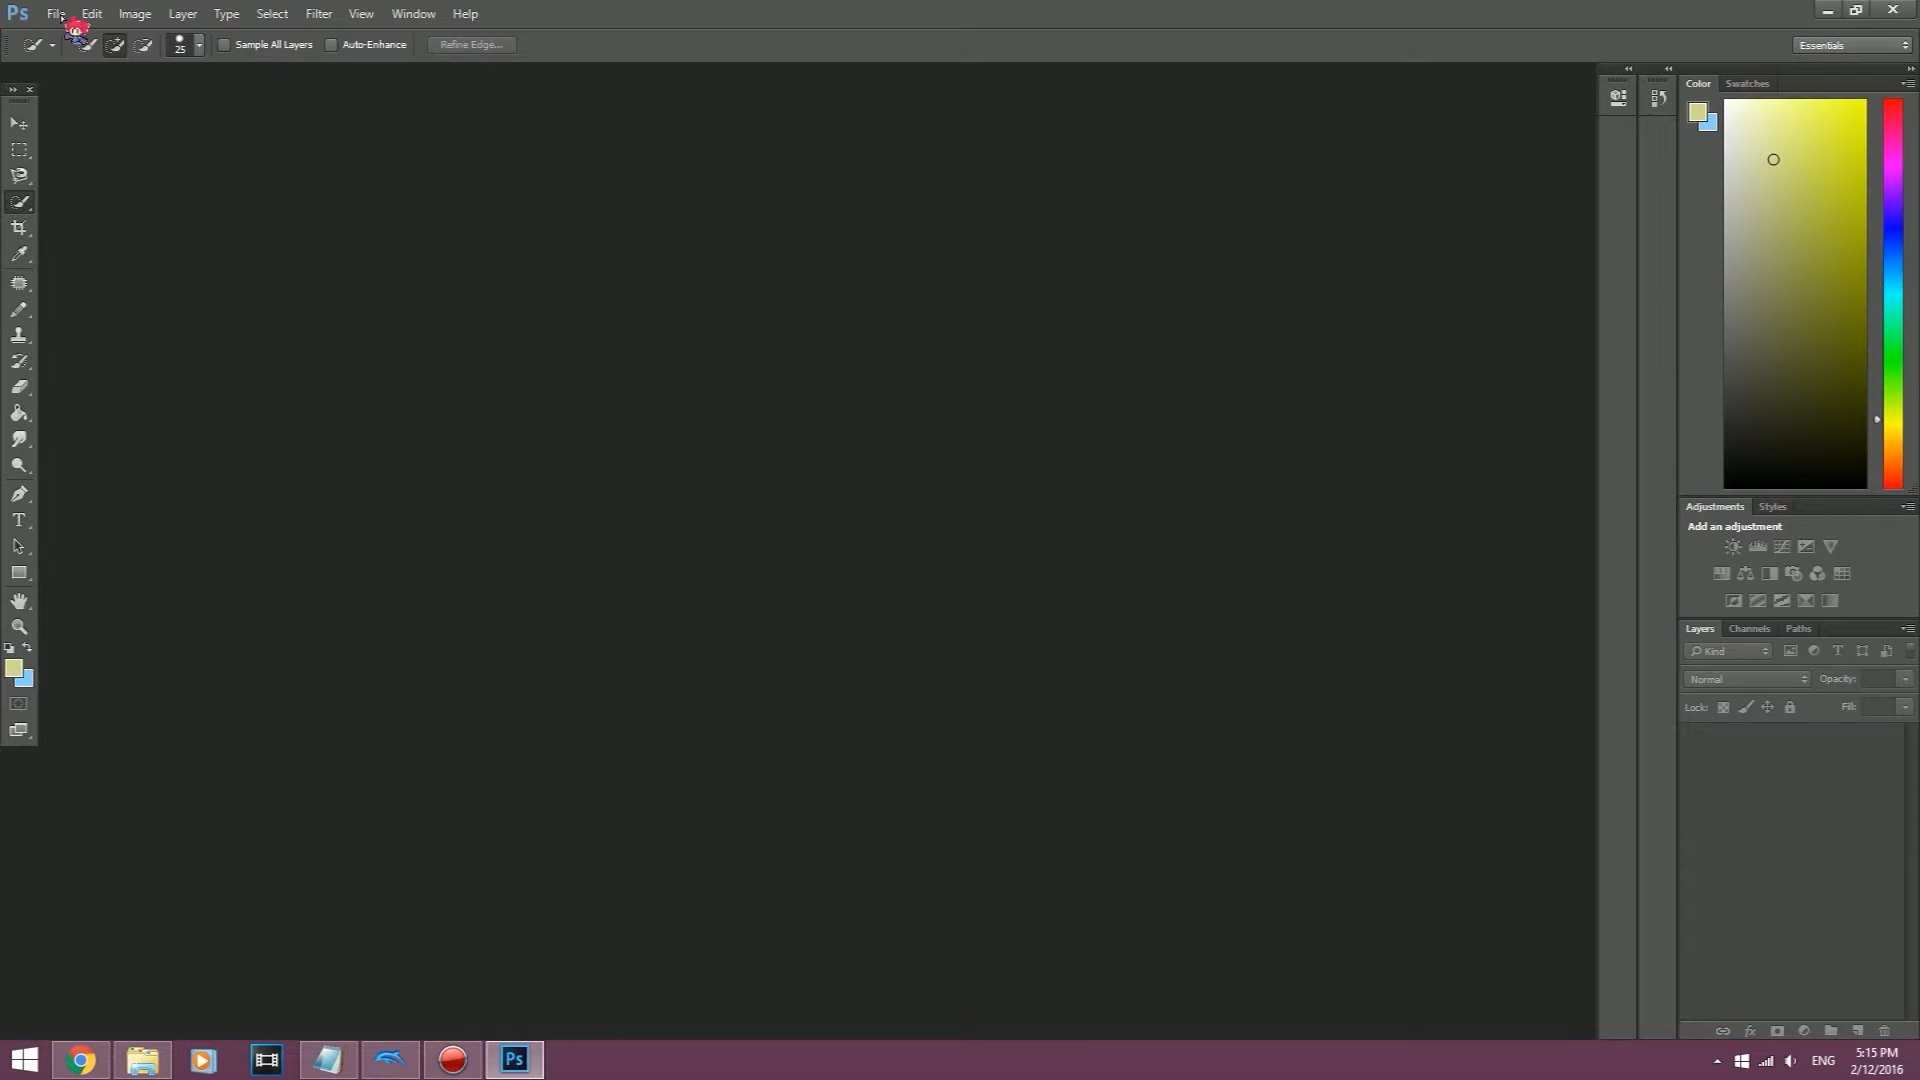 Ps File Edit Image Layer Type Select Filter View Window Help
25 Sample All Layers Auto-Enhance Refine Edge... Essentials
Color Swatches
Adjustments Styles
Add an adjustment
Layers Channels Paths
Kind T
Normal Opacity:
Lock: Fill:
T
fx
Ps ENG 5:15 PM
2/12/2016